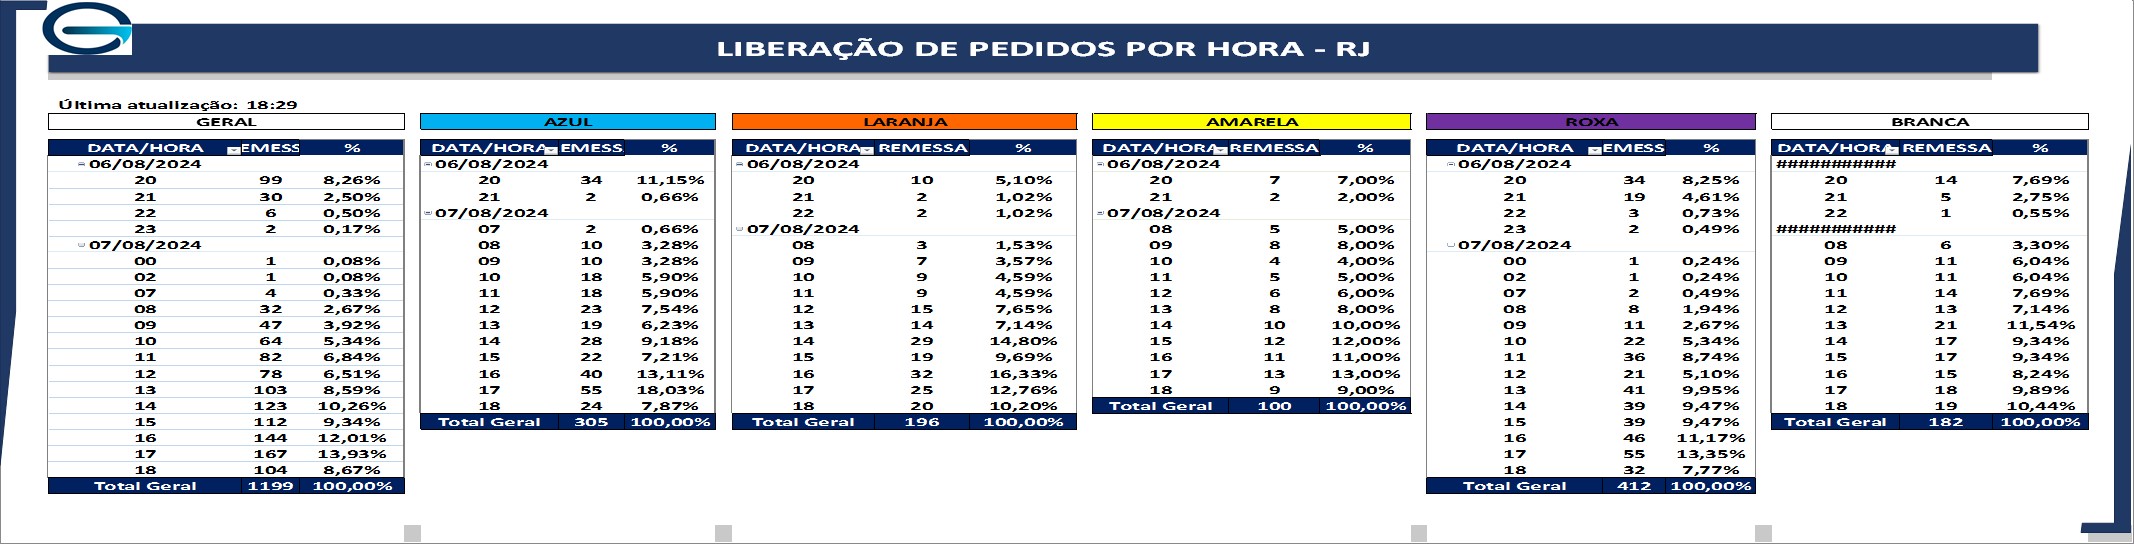 LIBERAÇÃO DE PEDIDOS POR HORA - RJ
Última atualização: 18:29
GERAL
DATA/HORA EMESS %
06/08/2024
20 99 8,26%
21 30 2,50%
22 6 0,50%
23 2 0,17%
07/08/2024
00 1 0,08%
02 1 0,08%
07 4 0,33%
08 32 2,67%
09 47 3,92%
10 64 5,34%
11 82 6,84%
12 78 6,51%
13 103 8,59%
14 123 10,26%
15 112 9,34%
16 144 12,01%
17 167 13,93%
18 104 8,67%
Total Geral 1199 100,00%
AZUL
DATA/HORA EMESS %
06/08/2024
20 34 11,15%
21 2 0,66%
07/08/2024
07 2 0,66%
08 10 3,28%
09 10 3,28%
10 18 5,90%
11 18 5,90%
12 23 7,54%
13 19 6,23%
14 28 9,18%
15 22 7,21%
16 40 13,11%
17 55 18,03%
18 24 7,87%
Total Geral 305 100,00%
LARANJA
DATA/HORA REMESSA %
06/08/2024
20 10 5,10%
21 2 1,02%
22 2 1,02%
07/08/2024
08 3 1,53%
09 7 3,57%
10 9 4,59%
11 9 4,59%
12 15 7,65%
13 14 7,14%
14 29 14,80%
15 19 9,69%
16 32 16,33%
17 25 12,76%
18 20 10,20%
Total Geral 196 100,00%
AMARELA
DATA/HORA REMESSA %
06/08/2024
20 7 7,00%
21 2 2,00%
07/08/2024
08 5 5,00%
09 8 8,00%
10 4 4,00%
11 5 5,00%
12 6 6,00%
13 8 8,00%
14 10 10,00%
15 12 12,00%
16 11 11,00%
17 13 13,00%
18 9 9,00%
Total Geral 100 100,00%
ROXA
DATA/HORA EMESS %
06/08/2024
20 34 8,25%
21 19 4,61%
22 3 0,73%
23 2 0,49%
07/08/2024
00 1 0,24%
02 1 0,24%
07 2 0,49%
08 8 1,94%
09 11 2,67%
10 22 5,34%
11 36 8,74%
12 21 5,10%
13 41 9,95%
14 39 9,47%
15 39 9,47%
16 46 11,17%
17 55 13,35%
18 32 7,77%
Total Geral 412 100,00%
BRANCA
DATA/HORA REMESSA %
###########
20 14 7,69%
21 5 2,75%
22 1 0,55%
###########
08 6 3,30%
09 11 6,04%
10 11 6,04%
11 14 7,69%
12 13 7,14%
13 21 11,54%
14 17 9,34%
15 17 9,34%
16 15 8,24%
17 18 9,89%
18 19 10,44%
Total Geral 182 100,00%